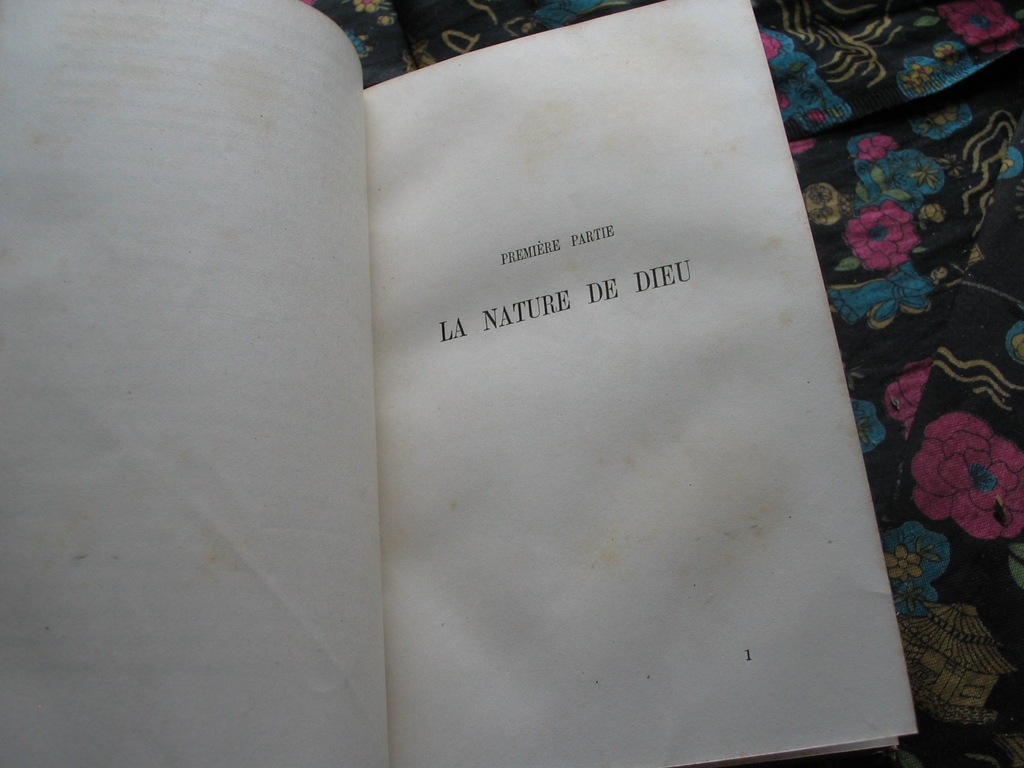 PREMIÈRE PARTIE
LA NATURE DE DIEU
1